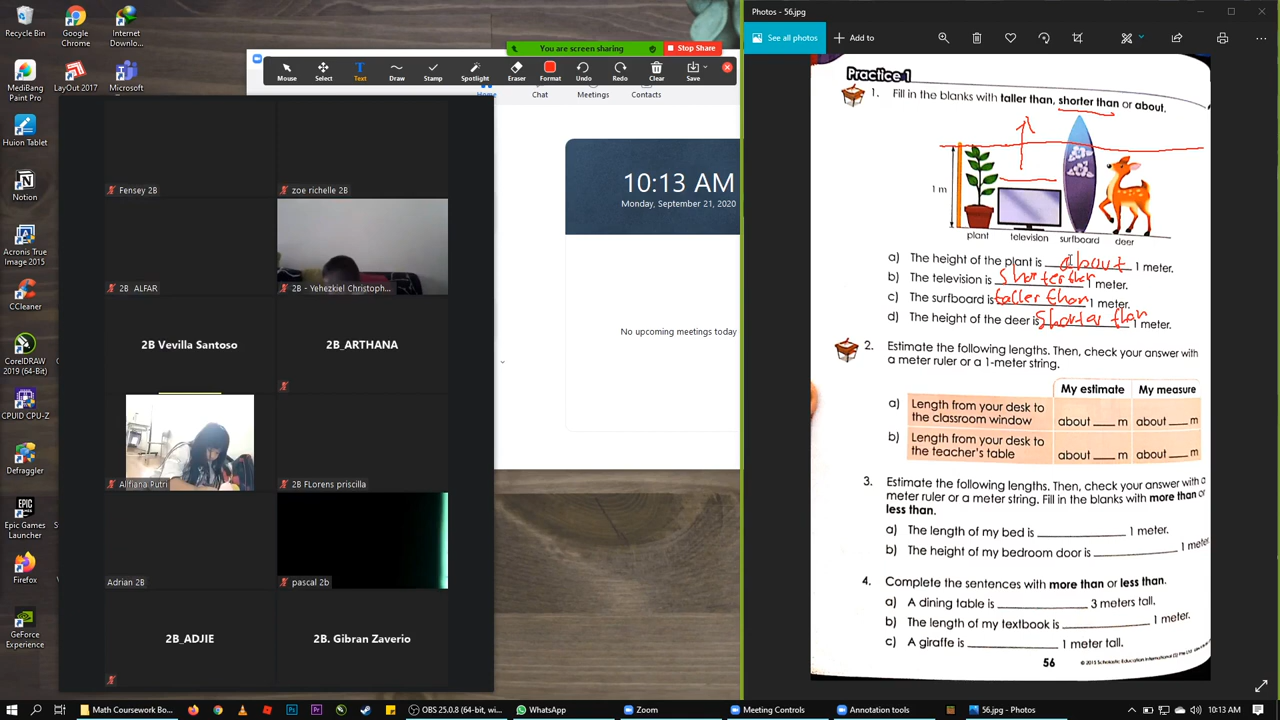 Recycle Bin
Google Chrome
Internet Downlo...
MediBang Paint Pro
LayOut 2017
Microsoft Teams
Huion Tablet
Notion
Acronis True Image 2015
CCleaner
CorelDRAW 2019 (64-Bit)
CPUID CPU-Z
Defraggler
Epic Games Launcher
Firefox
GeForce Experience
You are screen sharing
Stop Share
Mouse
Select
Text
Draw
Stamp
Spotlight
Eraser
Format
Undo
Redo
Clear
Save
Home
Chat
Meetings
Contacts
10:13 AM
Monday, September 21, 2020
No upcoming meetings today
Fensey 2B
zoe richelle 2B
2B ALFAR
2B - Yehezkiel Christoph...
2B Vevilla Santoso
2B_ARTHANA
Alifiana Putri
2B FLorens priscilla
Adrian 2B
pascal 2b
2B_ADJIE
2B. Gibran Zaverio
Photos - 56.jpg
See all photos
Add to
Practice 1
1. Fill in the blanks with taller than, shorter than or about.
1 m
plant television surfboard deer
a) The height of the plant is about 1 meter.
b) The television is shorter than 1 meter.
c) The surfboard is taller than 1 meter.
d) The height of the deer is shorter than 1 meter.
2. Estimate the following lengths. Then, check your answer with
a meter ruler or a 1-meter string.
My estimate My measure
a) Length from your desk to
the classroom window about ___ m about ___ m
b) Length from your desk to
the teacher's table about ___ m about ___ m
3. Estimate the following lengths. Then, check your answer with a
meter ruler or a meter string. Fill in the blanks with more than or
less than.
a) The length of my bed is ___ 1 meter.
b) The height of my bedroom door is ___ 1 meter.
4. Complete the sentences with more than or less than.
a) A dining table is ___ 3 meters tall.
b) The length of my textbook is ___ 1 meter.
c) A giraffe is ___ 1 meter tall.
56
Math Coursework Bo...
OBS 25.0.8 (64-bit, wi...
WhatsApp
Zoom
Meeting Controls
Annotation tools
56.jpg - Photos
10:13 AM